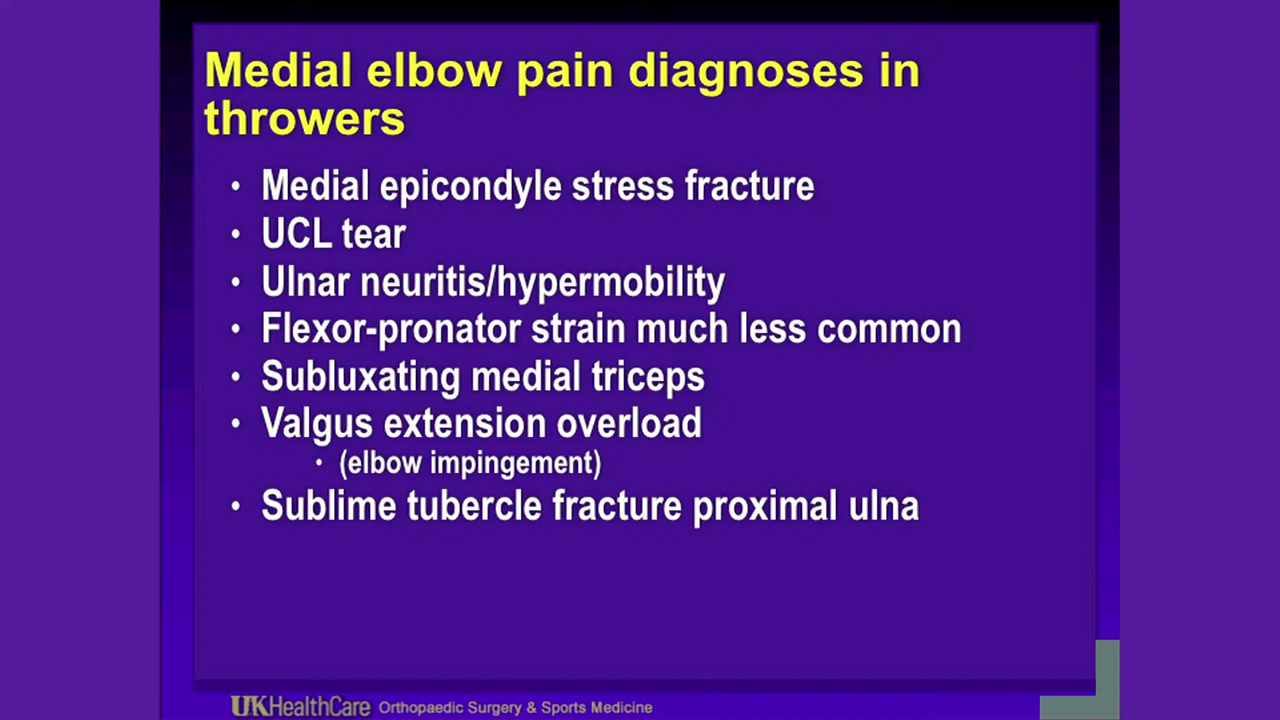 Medial elbow pain diagnoses in
throwers
• Medial epicondyle stress fracture
• UCL tear
• Ulnar neuritis/hypermobility
• Flexor-pronator strain much less common
• Subluxating medial triceps
• Valgus extension overload
• (elbow impingement)
• Sublime tubercle fracture proximal ulna
UKHealthCare Orthopaedic Surgery & Sports Medicine